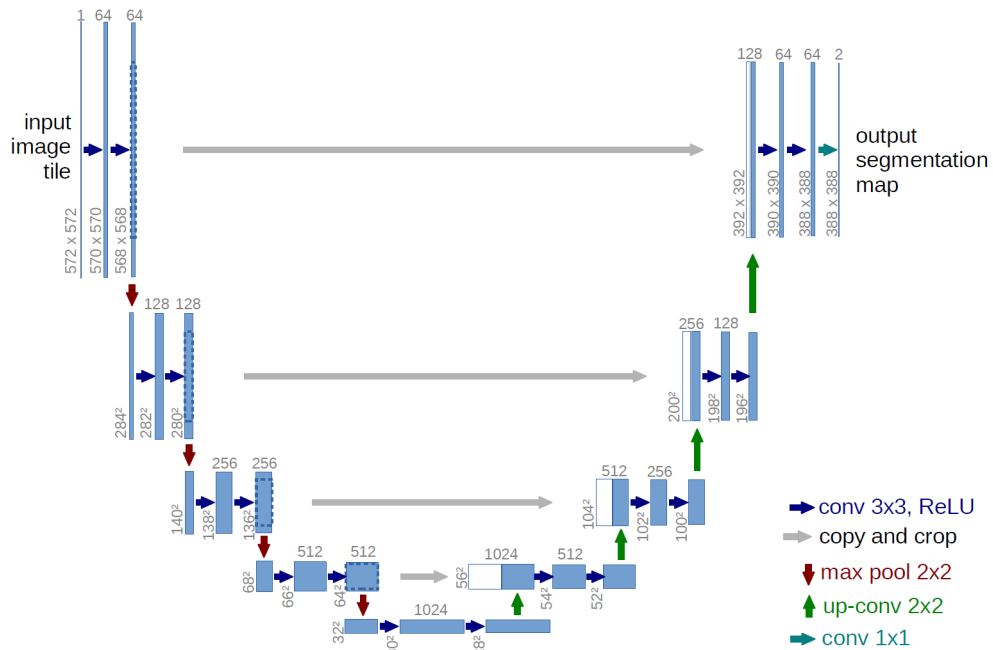 1 64 64
input
image
tile
572 x 572
570 x 570
568 x 568
128 64 64 2
output
segmentation
map
392 x 392
390 x 390
388 x 388
388 x 388
128 128
284²
282²
280²
256 128
200²
198²
196²
256 256
140²
138²
136²
512 256
104²
102²
100²
512 512
68²
66²
64²
1024 512
56²
54²
52²
1024
32²
conv 3x3, ReLU
copy and crop
max pool 2x2
up-conv 2x2
conv 1x1